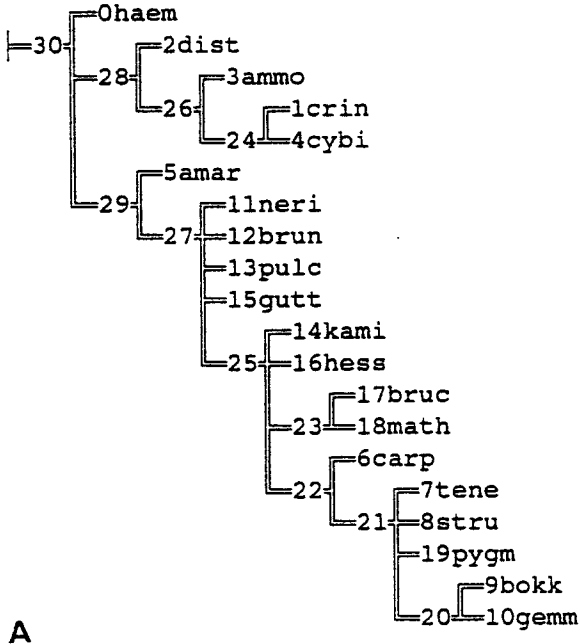 0haem
30
2dist
28
3ammo
26
1crin
24
4cybi
5amar
29
11neri
27
12brun
13pulc
15gutt
14kami
25
16hess
17bruc
23
18math
6carp
22
7tene
21
8stru
19pygm
9bokk
20
10gemm
A